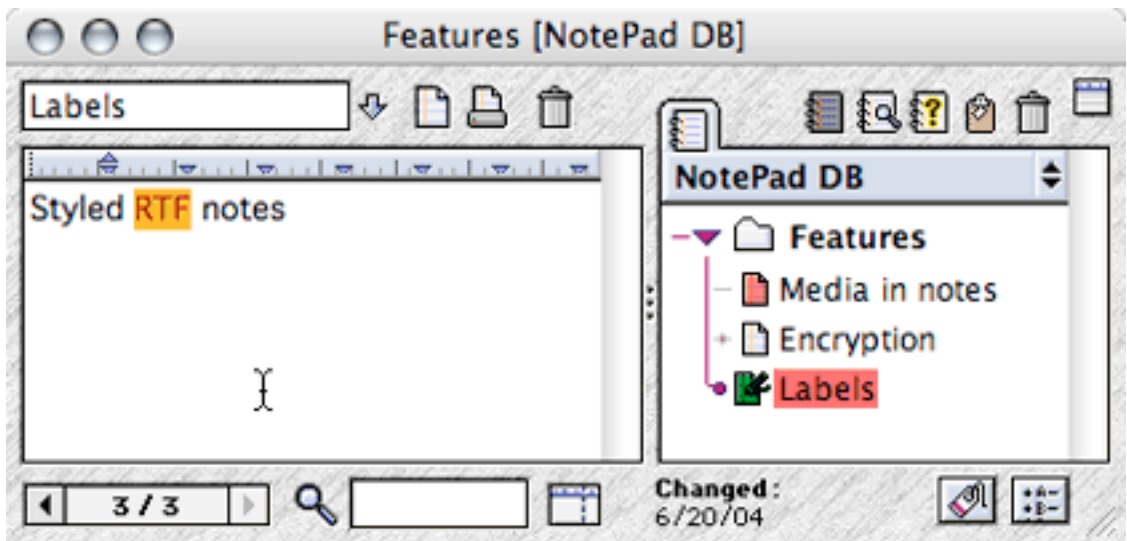 Features [NotePad DB]
Labels
Styled RTF notes
3 / 3
NotePad DB
Features
Media in notes
Encryption
Labels
Changed:
6/20/04